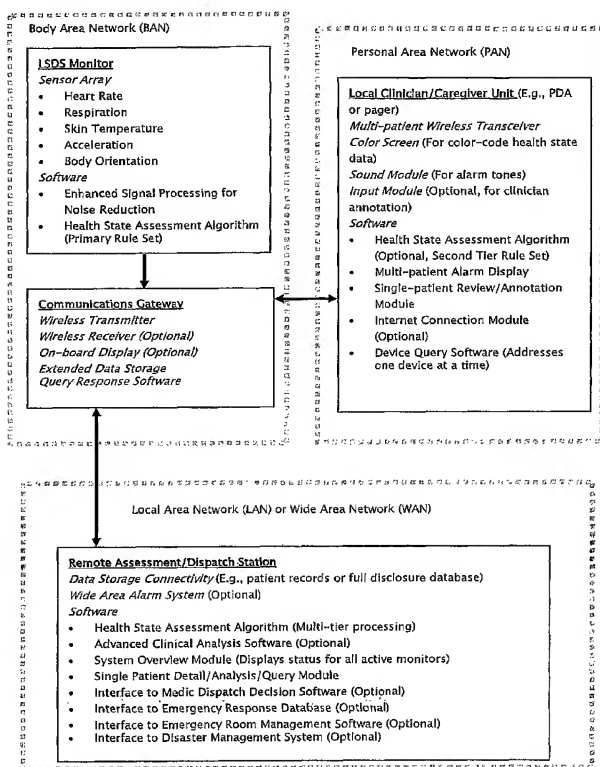 Body Area Network (BAN)
LSDS Monitor
Sensor Array
• Heart Rate
• Respiration
• Skin Temperature
• Acceleration
• Body Orientation
Software
• Enhanced Signal Processing for
Noise Reduction
• Health State Assessment Algorithm
(Primary Rule Set)
Communications Gateway
Wireless Transmitter
Wireless Receiver (Optional)
On-board Display (Optional)
Extended Data Storage
Query Response Software
Personal Area Network (PAN)
Local Clinician/Caregiver Unit (E.g., PDA
or pager)
Multi-patient Wireless Transceiver
Color Screen (For color-code health state
data)
Sound Module (For alarm tones)
Input Module (Optional, for clinician
annotation)
Software
• Health State Assessment Algorithm
(Optional, Second Tier Rule Set)
• Multi-patient Alarm Display
• Single-patient Review/Annotation
Module
• Internet Connection Module
(Optional)
• Device Query Software (Addresses
one device at a time)
Local Area Network (LAN) or Wide Area Network (WAN)
Remote Assessment/Dispatch Station
Data Storage Connectivity (E.g., patient records or full disclosure database)
Wide Area Alarm System (Optional)
Software
• Health State Assessment Algorithm (Multi-tier processing)
• Advanced Clinical Analysis Software (Optional)
• System Overview Module (Displays status for all active monitors)
• Single Patient Detail/Analysis/Query Module
• Interface to Medic Dispatch Decision Software (Optional)
• Interface to Emergency Response Database (Optional)
• Interface to Emergency Room Management Software (Optional)
• Interface to Disaster Management System (Optional)